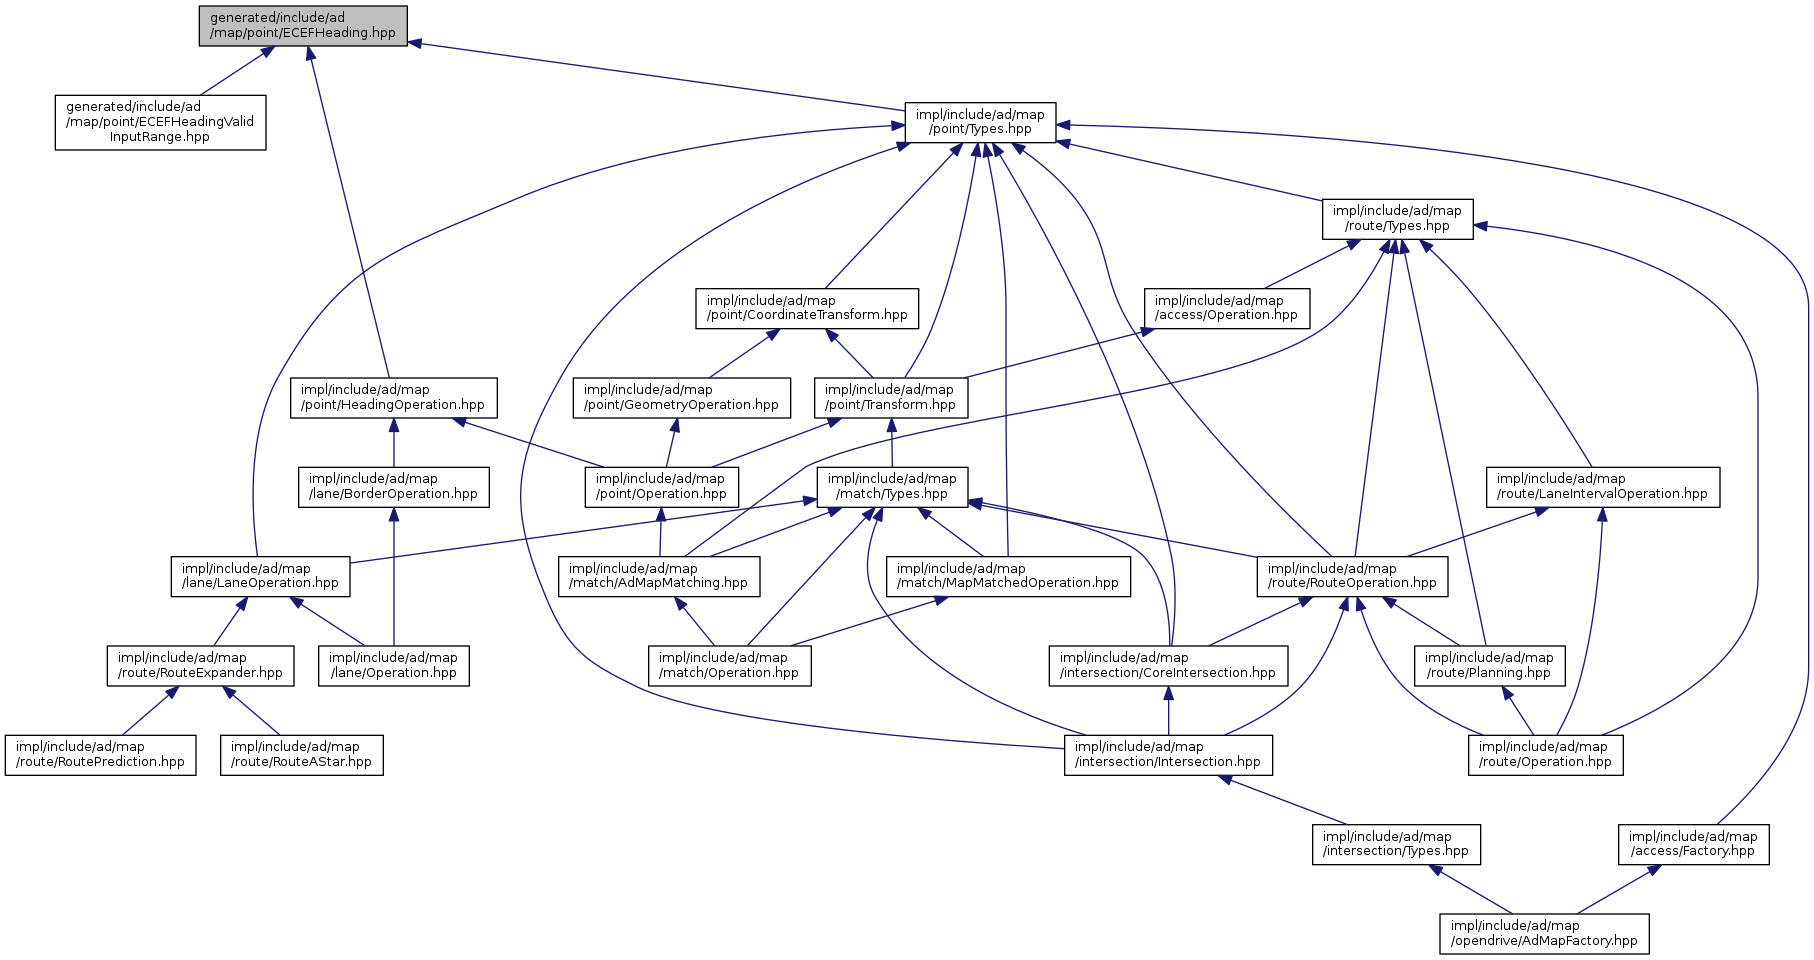 generated/include/ad
/map/point/ECEFHeading.hpp
generated/include/ad
/map/point/ECEFHeadingValid
InputRange.hpp
impl/include/ad/map
/point/Types.hpp
impl/include/ad/map
/route/Types.hpp
impl/include/ad/map
/point/CoordinateTransform.hpp
impl/include/ad/map
/access/Operation.hpp
impl/include/ad/map
/point/HeadingOperation.hpp
impl/include/ad/map
/point/GeometryOperation.hpp
impl/include/ad/map
/point/Transform.hpp
impl/include/ad/map
/lane/BorderOperation.hpp
impl/include/ad/map
/point/Operation.hpp
impl/include/ad/map
/match/Types.hpp
impl/include/ad/map
/route/LaneIntervalOperation.hpp
impl/include/ad/map
/lane/LaneOperation.hpp
impl/include/ad/map
/match/AdMapMatching.hpp
impl/include/ad/map
/match/MapMatchedOperation.hpp
impl/include/ad/map
/route/RouteOperation.hpp
impl/include/ad/map
/route/RouteExpander.hpp
impl/include/ad/map
/lane/Operation.hpp
impl/include/ad/map
/match/Operation.hpp
impl/include/ad/map
/intersection/CoreIntersection.hpp
impl/include/ad/map
/route/Planning.hpp
impl/include/ad/map
/route/RoutePrediction.hpp
impl/include/ad/map
/route/RouteAStar.hpp
impl/include/ad/map
/intersection/Intersection.hpp
impl/include/ad/map
/route/Operation.hpp
impl/include/ad/map
/intersection/Types.hpp
impl/include/ad/map
/access/Factory.hpp
impl/include/ad/map
/opendrive/AdMapFactory.hpp